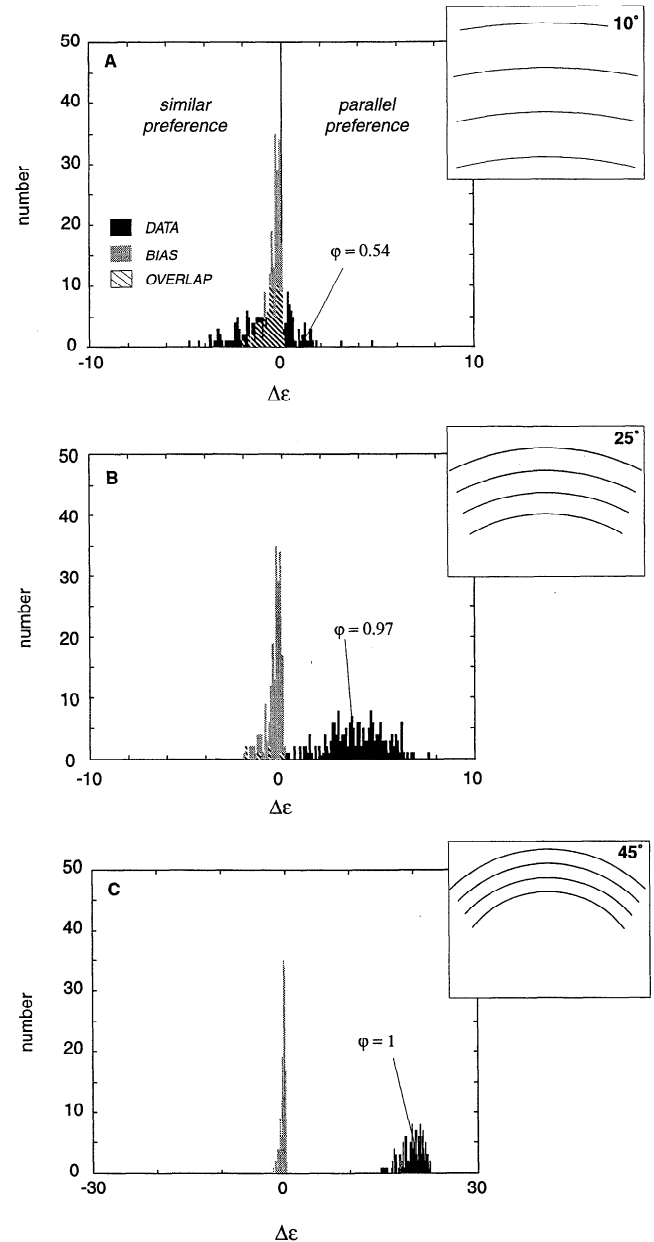 10°
50
A
40
similar preference
parallel preference
number
30
20
DATA
φ = 0.54
BIAS
10
OVERLAP
0
-10
0
10
Δε
25°
50
B
40
30
number
φ = 0.97
20
10
0
-10
0
10
Δε
45°
50
C
40
30
number
φ = 1
20
10
0
-30
0
30
Δε